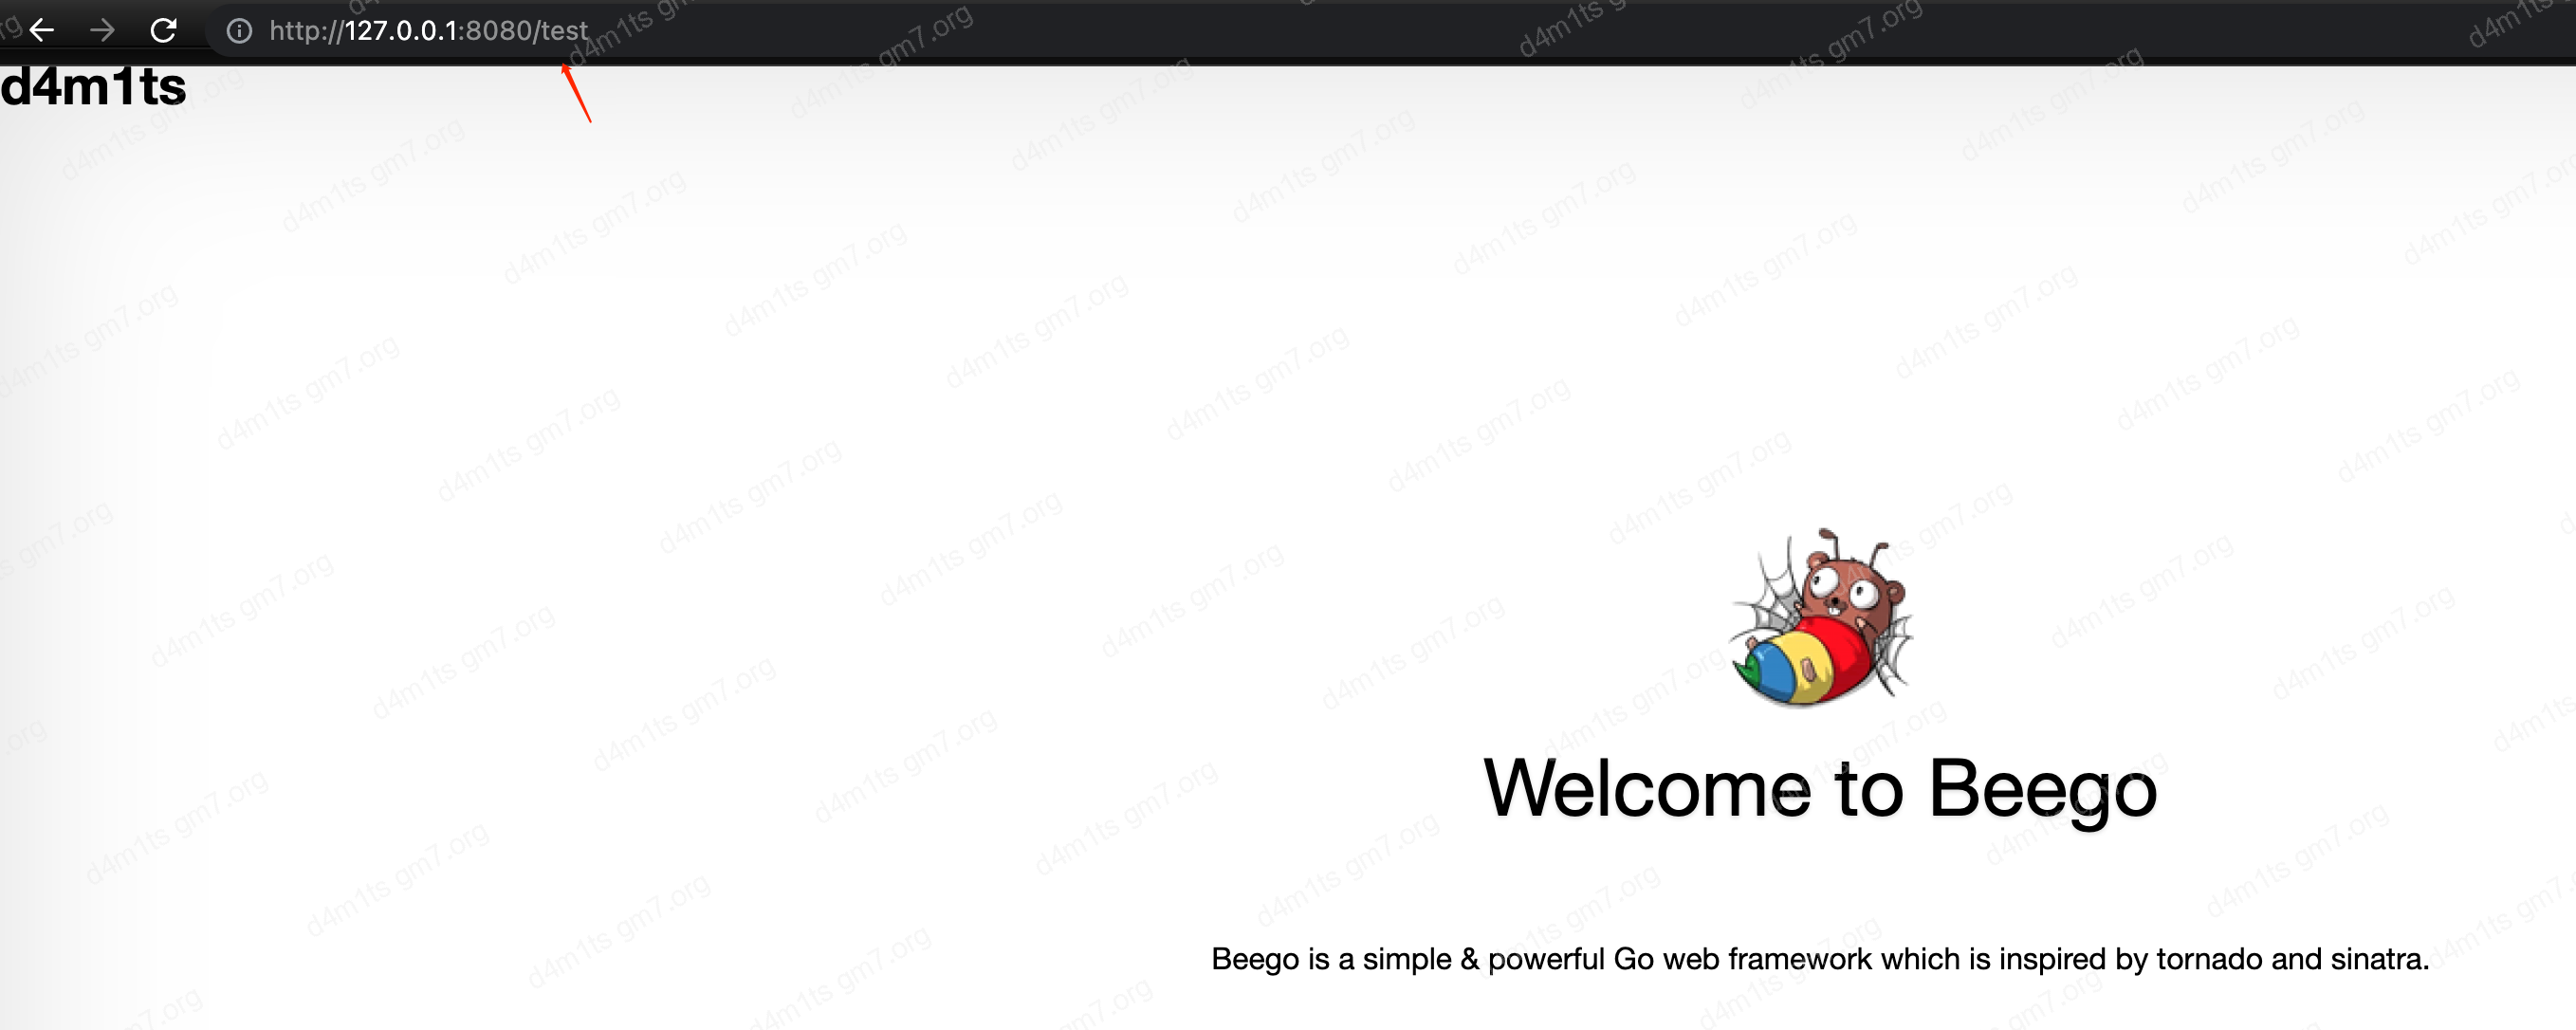 http://127.0.0.1:8080/test
d4m1ts
Welcome to Beego
Beego is a simple & powerful Go web framework which is inspired by tornado and sinatra.
d4m1ts gm7.org